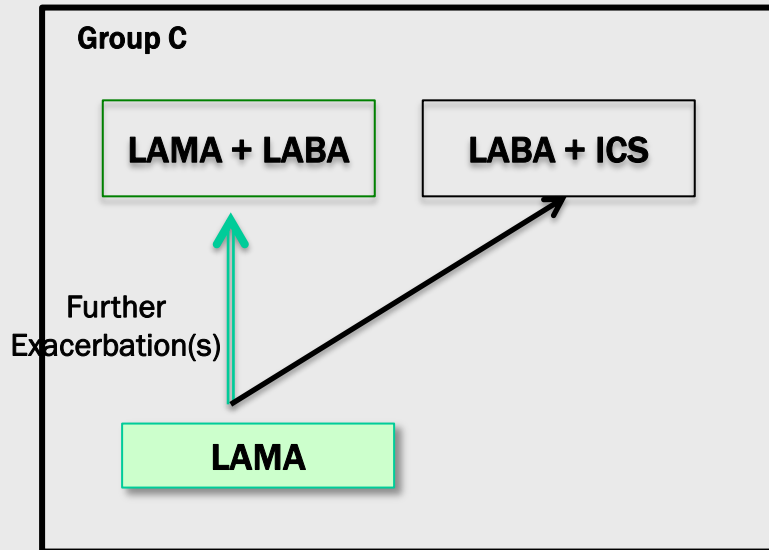 Group C
LAMA + LABA
LABA + ICS
Further
Exacerbation(s)
LAMA